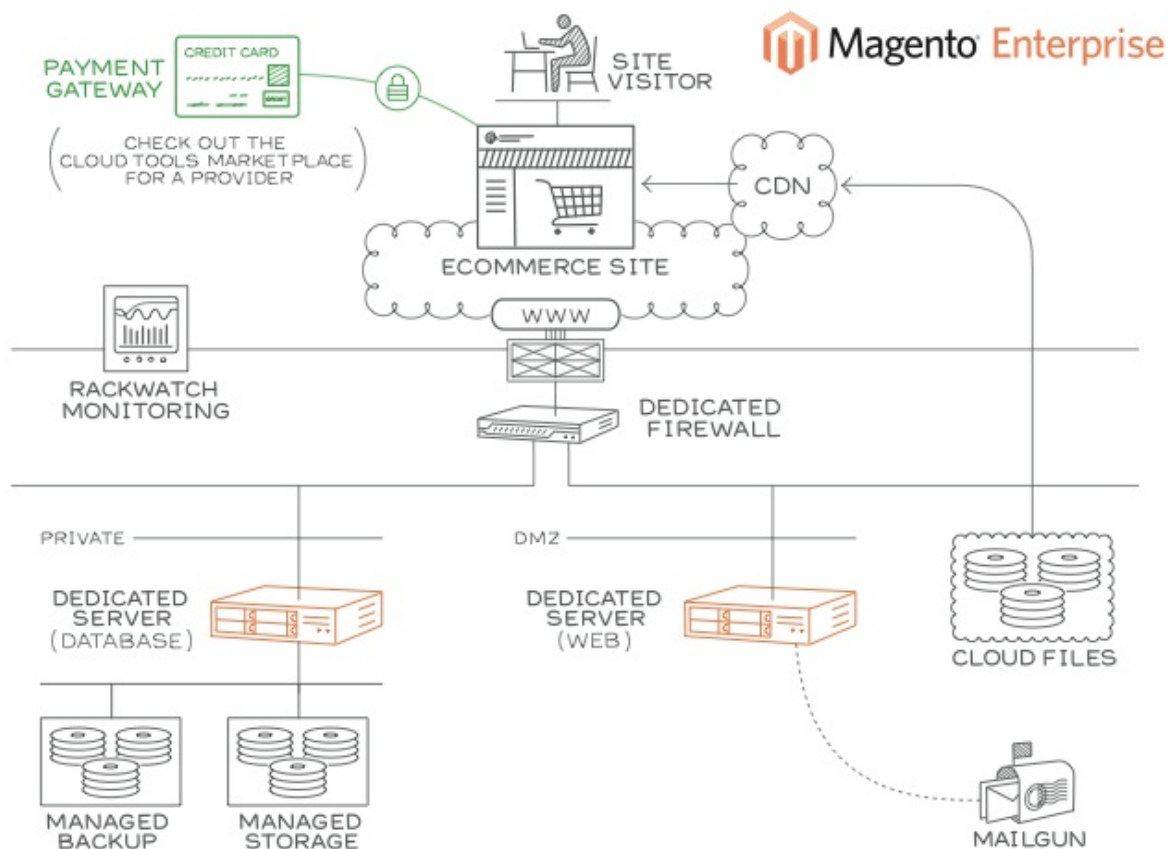 Magento® Enterprise
PAYMENT
GATEWAY
CREDIT CARD
SITE
VISITOR
(CHECK OUT THE
CLOUD TOOLS MARKETPLACE
FOR A PROVIDER)
CDN
ECOMMERCE SITE
WWW
RACKWATCH
MONITORING
DEDICATED
FIREWALL
PRIVATE
DMZ
DEDICATED
SERVER
(DATABASE)
DEDICATED
SERVER
(WEB)
CLOUD FILES
MANAGED
BACKUP
MANAGED
STORAGE
MAILGUN